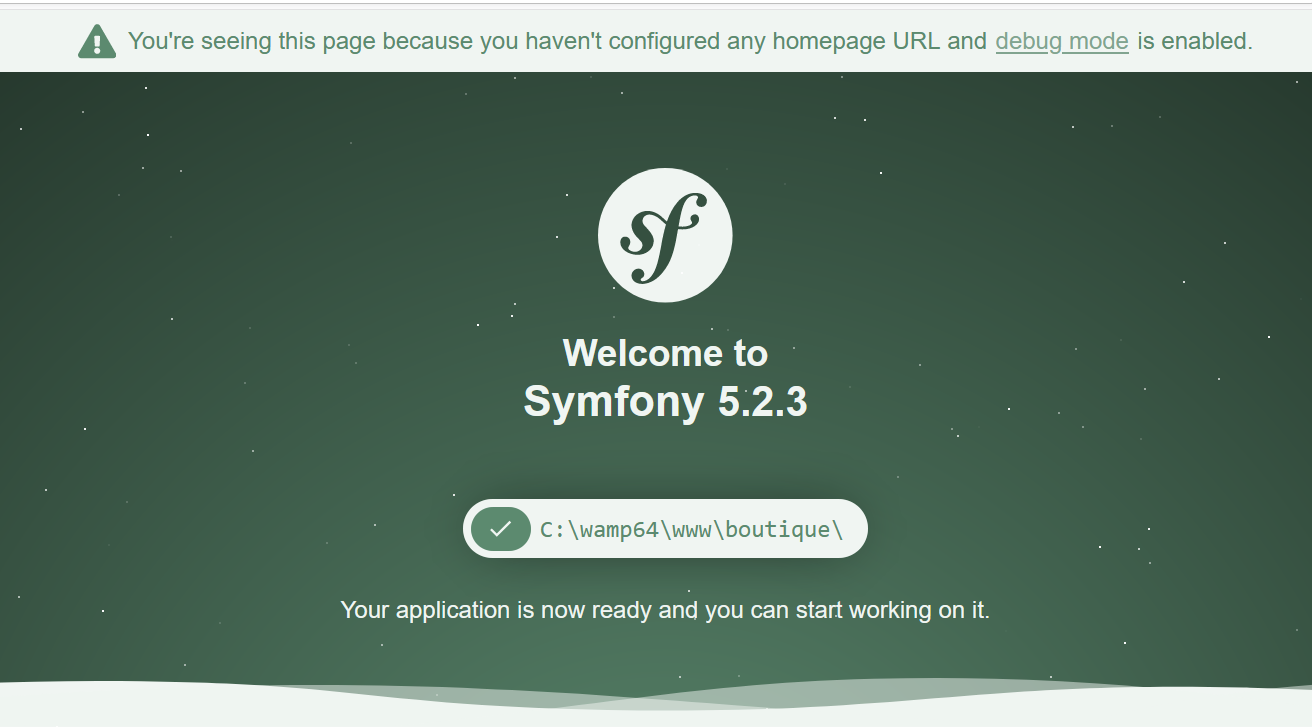 You're seeing this page because you haven't configured any homepage URL and debug mode is enabled.
sf
Welcome to
Symfony 5.2.3
C:\wamp64\www\boutique\
Your application is now ready and you can start working on it.